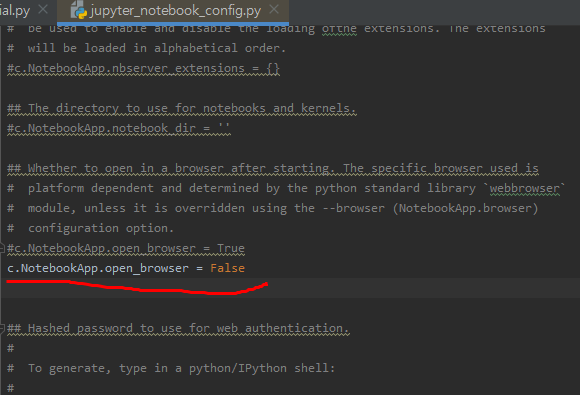 ial.py
jupyter_notebook_config.py
# be used to enable and disable the loading ofthe extensions. The extensions
# will be loaded in alphabetical order.
#c.NotebookApp.nbserver_extensions = {}
## The directory to use for notebooks and kernels.
#c.NotebookApp.notebook_dir = ''
## Whether to open in a browser after starting. The specific browser used is
# platform dependent and determined by the python standard library `webbrowser`
# module, unless it is overridden using the --browser (NotebookApp.browser)
# configuration option.
#c.NotebookApp.open_browser = True
c.NotebookApp.open_browser = False
## Hashed password to use for web authentication.
#
# To generate, type in a python/IPython shell:
#